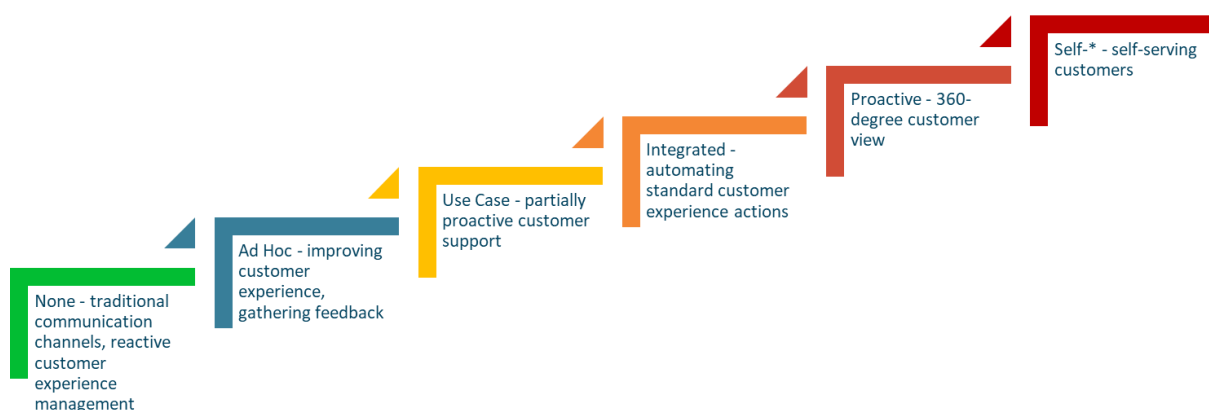 None - traditional
communication
channels, reactive
customer
experience
management
Ad Hoc - improving
customer
experience,
gathering feedback
Use Case - partially
proactive customer
support
Integrated -
automating
standard customer
experience actions
Proactive - 360-
degree customer
view
Self-* - self-serving
customers